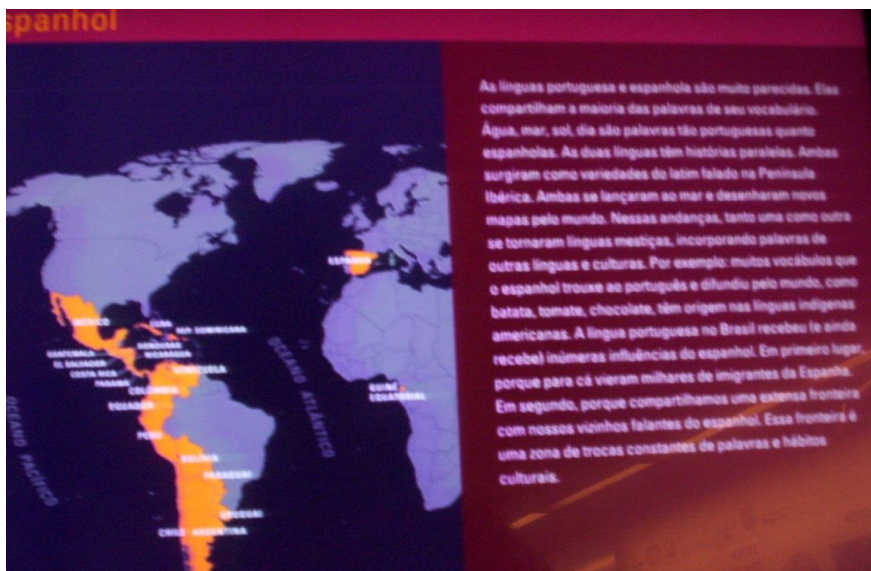 spanhol
As línguas portuguesa e espanhola são muito parecidas. Elas
compartilham a maioria das palavras de seu vocabulário.
Água, mar, sol, dia são palavras tão portuguesas quanto
espanholas. As duas línguas têm histórias paralelas. Ambas
surgiram como variedades do latim falado na Península
Ibérica. Ambas se lançaram ao mar e desenharam novos
mapas pelo mundo. Nessas andanças, tanto uma como outra
se tornaram línguas mestiças, incorporando palavras de
outras línguas e culturas. Por exemplo: muitos vocábulos que
o espanhol trouxe ao português e difundiu pelo mundo, como
batata, tomate, chocolate, têm origem nas línguas indígenas
americanas. A língua portuguesa no Brasil recebeu (e ainda
recebe) inúmeras influências do espanhol. Em primeiro lugar,
porque para cá vieram milhares de imigrantes da Espanha.
Em segundo, porque compartilhamos uma extensa fronteira
com nossos vizinhos falantes do espanhol. Essa fronteira é
uma zona de trocas constantes de palavras e hábitos
culturais.
ESPANHA
MÉXICO
CUBA
REP. DOMINICANA
HONDURAS
GUATEMALA
NICARÁGUA
EL SALVADOR
COSTA RICA
VENEZUELA
PANAMÁ
COLÔMBIA
EQUADOR
GUINÉ
EQUATORIAL
OCEANO ATLÂNTICO
OCEANO PACÍFICO
PERU
BOLÍVIA
PARAGUAI
URUGUAI
CHILE ARGENTINA